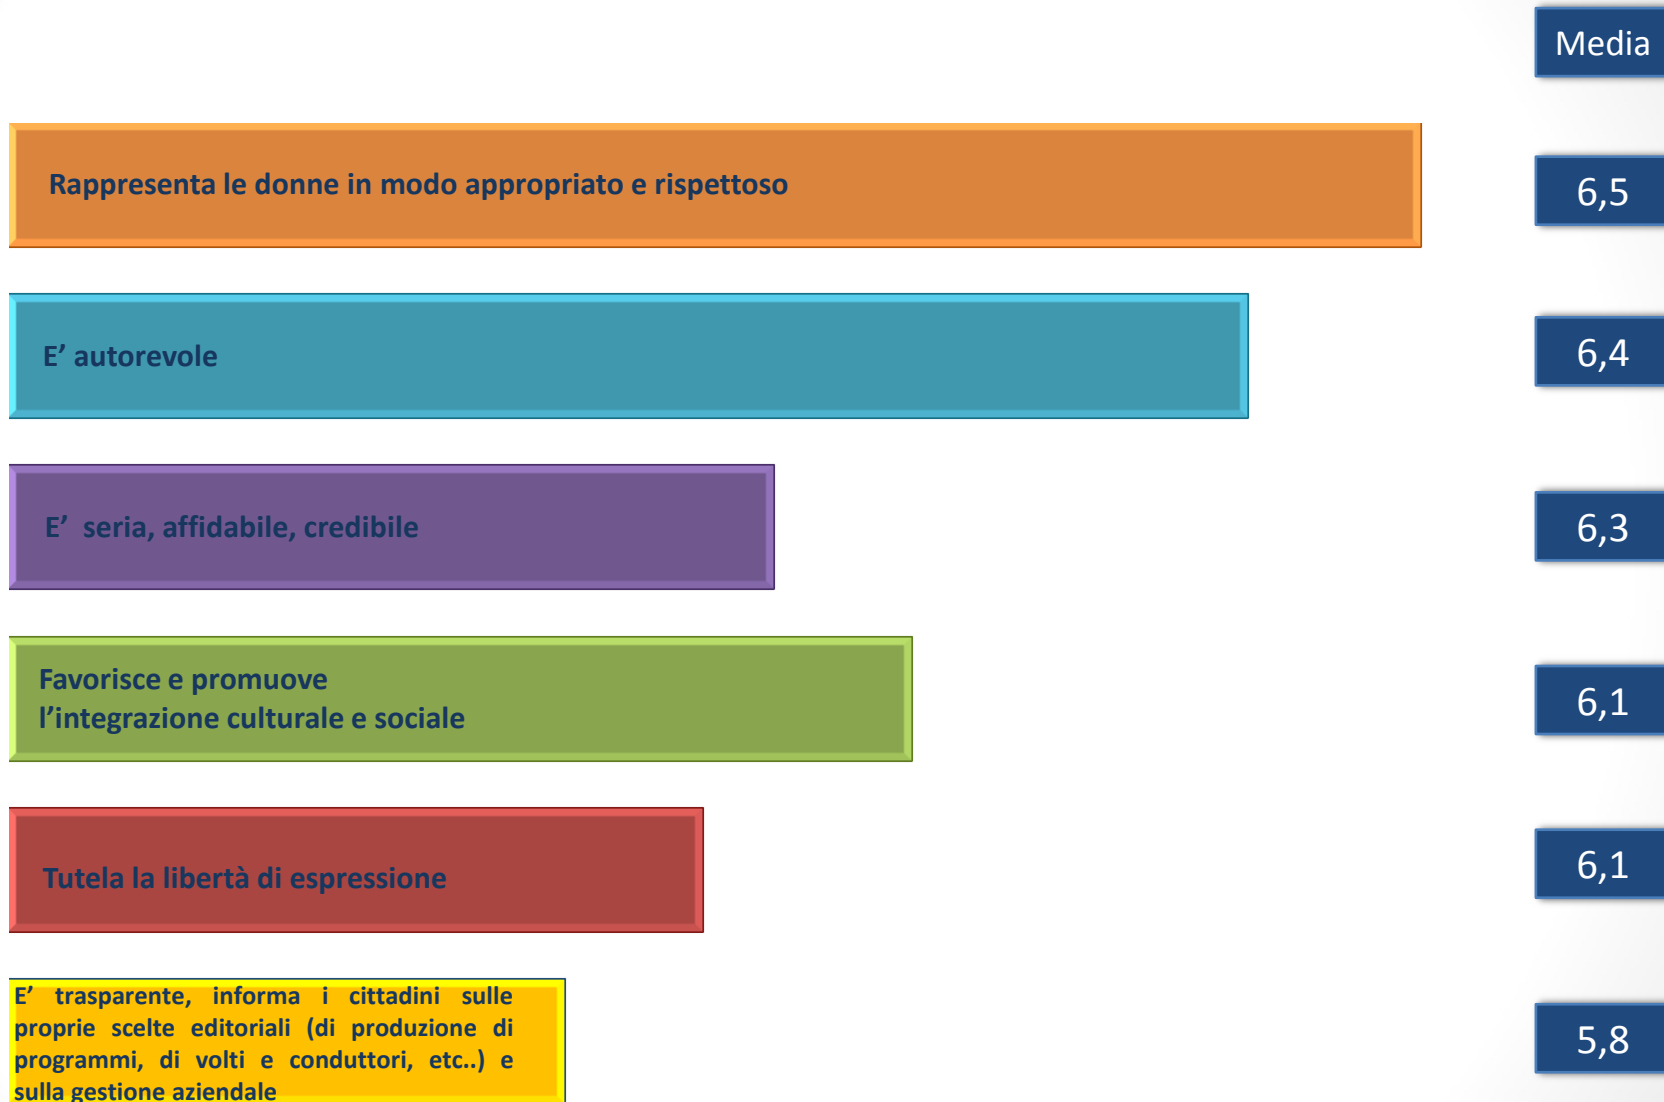 Media
Rappresenta le donne in modo appropriato e rispettoso
6,5
E’ autorevole
6,4
E’ seria, affidabile, credibile
6,3
Favorisce e promuove
l’integrazione culturale e sociale
6,1
Tutela la libertà di espressione
6,1
E’ trasparente, informa i cittadini sulle
proprie scelte editoriali (di produzione di
programmi, di volti e conduttori, etc..) e
sulla gestione aziendale
5,8